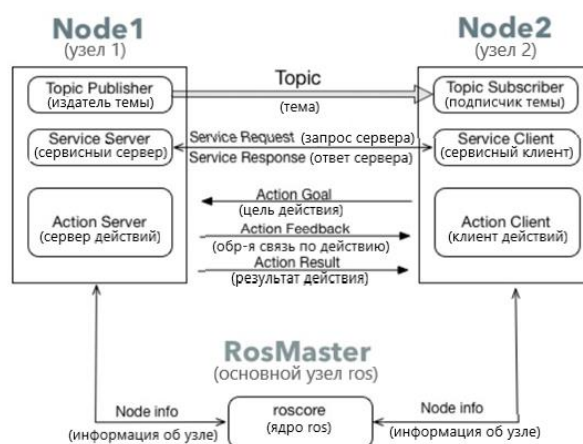 Node1
(узел 1)
Node2
(узел 2)
Topic Publisher
(издатель темы)
Topic
(тема)
Topic Subscriber
(подписчик темы)
Service Server
(сервисный сервер)
Service Request (запрос сервера)
Service Response (ответ сервера)
Service Client
(сервисный клиент)
Action Server
(сервер действий)
Action Goal
(цель действия)
Action Feedback
(обр-я связь по действию)
Action Result
(результат действия)
Action Client
(клиент действий)
RosMaster
(основной узел ros)
Node info
(информация об узле)
roscore
(ядро ros)
Node info
(информация об узле)